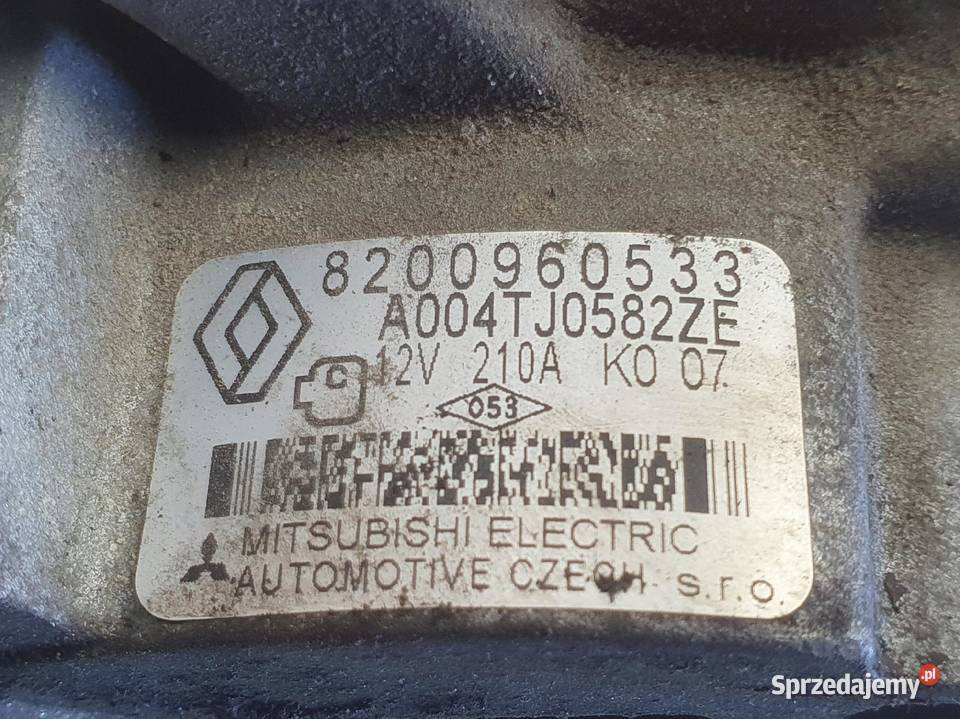 8200960533
A004TJ0582ZE
C
12V 210A KO 07
053
MITSUBISHI ELECTRIC
AUTOMOTIVE CZECH s.r.o.
Sprzedajemy.pl